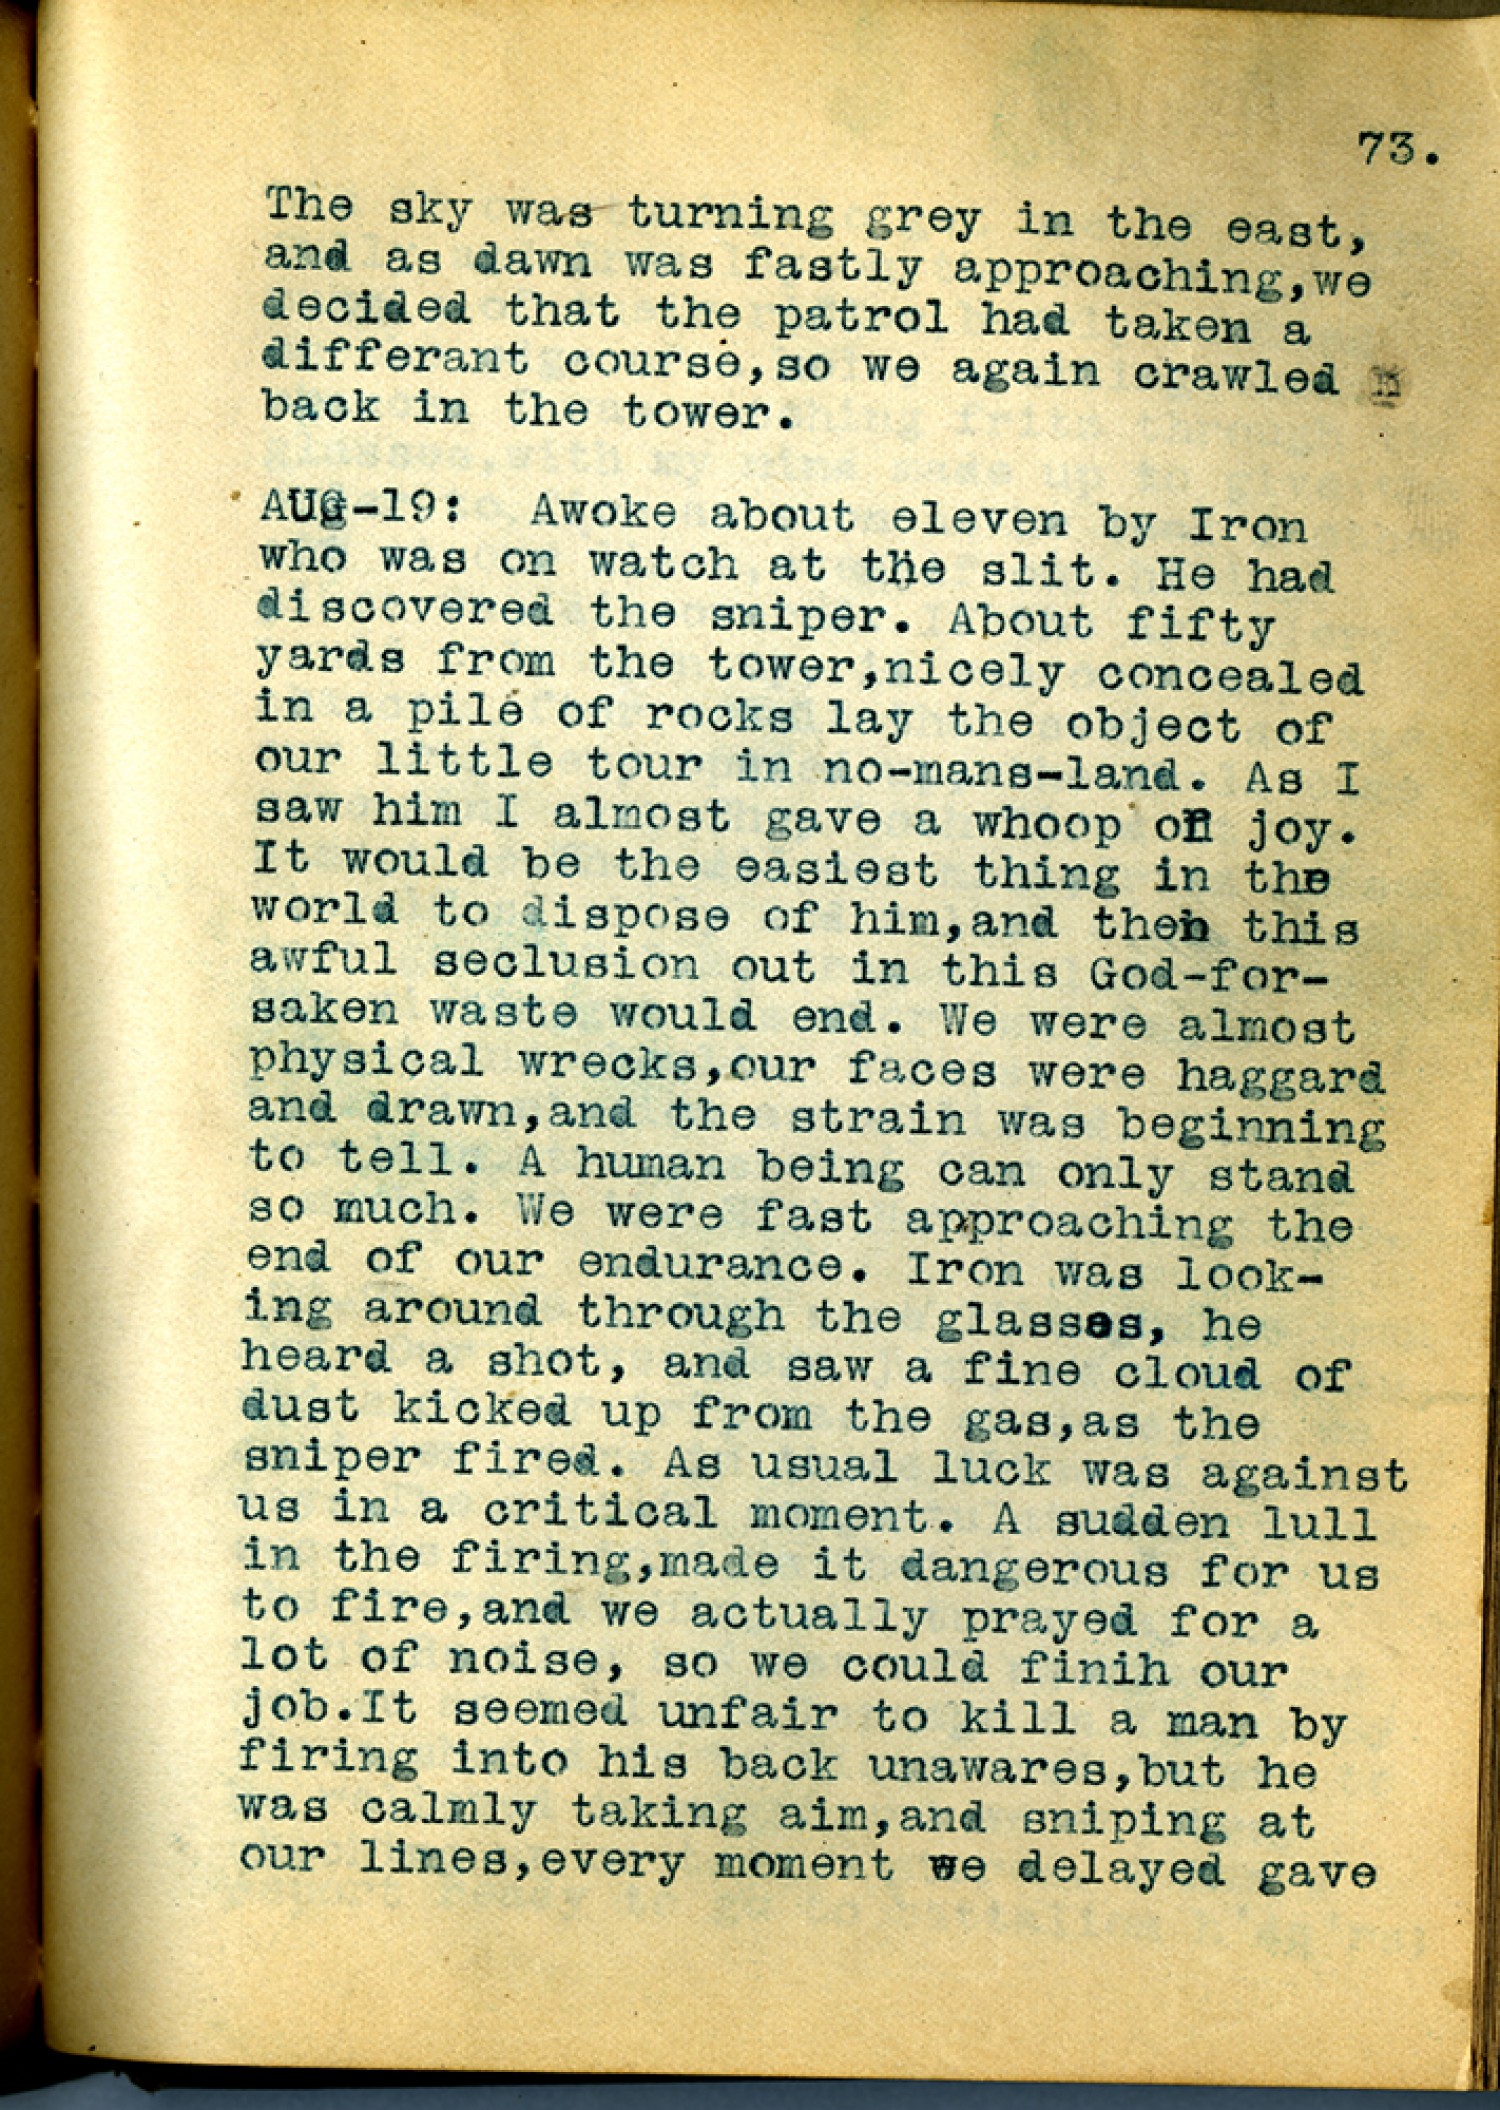 73.
The sky was turning grey in the east,
and as dawn was fastly approaching,we
decided that the patrol had taken a
differant course,so we again crawled
back in the tower.
AUG-19: Awoke about eleven by Iron
who was on watch at the slit. He had
discovered the sniper. About fifty
yards from the tower,nicely concealed
in a pile of rocks lay the object of
our little tour in no-mans-land. As I
saw him I almost gave a whoop of joy.
It would be the easiest thing in the
world to dispose of him,and then this
awful seclusion out in this God-for-
saken waste would end. We were almost
physical wrecks,our faces were haggard
and drawn,and the strain was beginning
to tell. A human being can only stand
so much. We were fast approaching the
end of our endurance. Iron was look-
ing around through the glasses, he
heard a shot, and saw a fine cloud of
dust kicked up from the gas,as the
sniper fired. As usual luck was against
us in a critical moment. A sudden lull
in the firing,made it dangerous for us
to fire,and we actually prayed for a
lot of noise, so we could finih our
job.It seemed unfair to kill a man by
firing into his back unawares,but he
was calmly taking aim,and sniping at
our lines,every moment we delayed gave